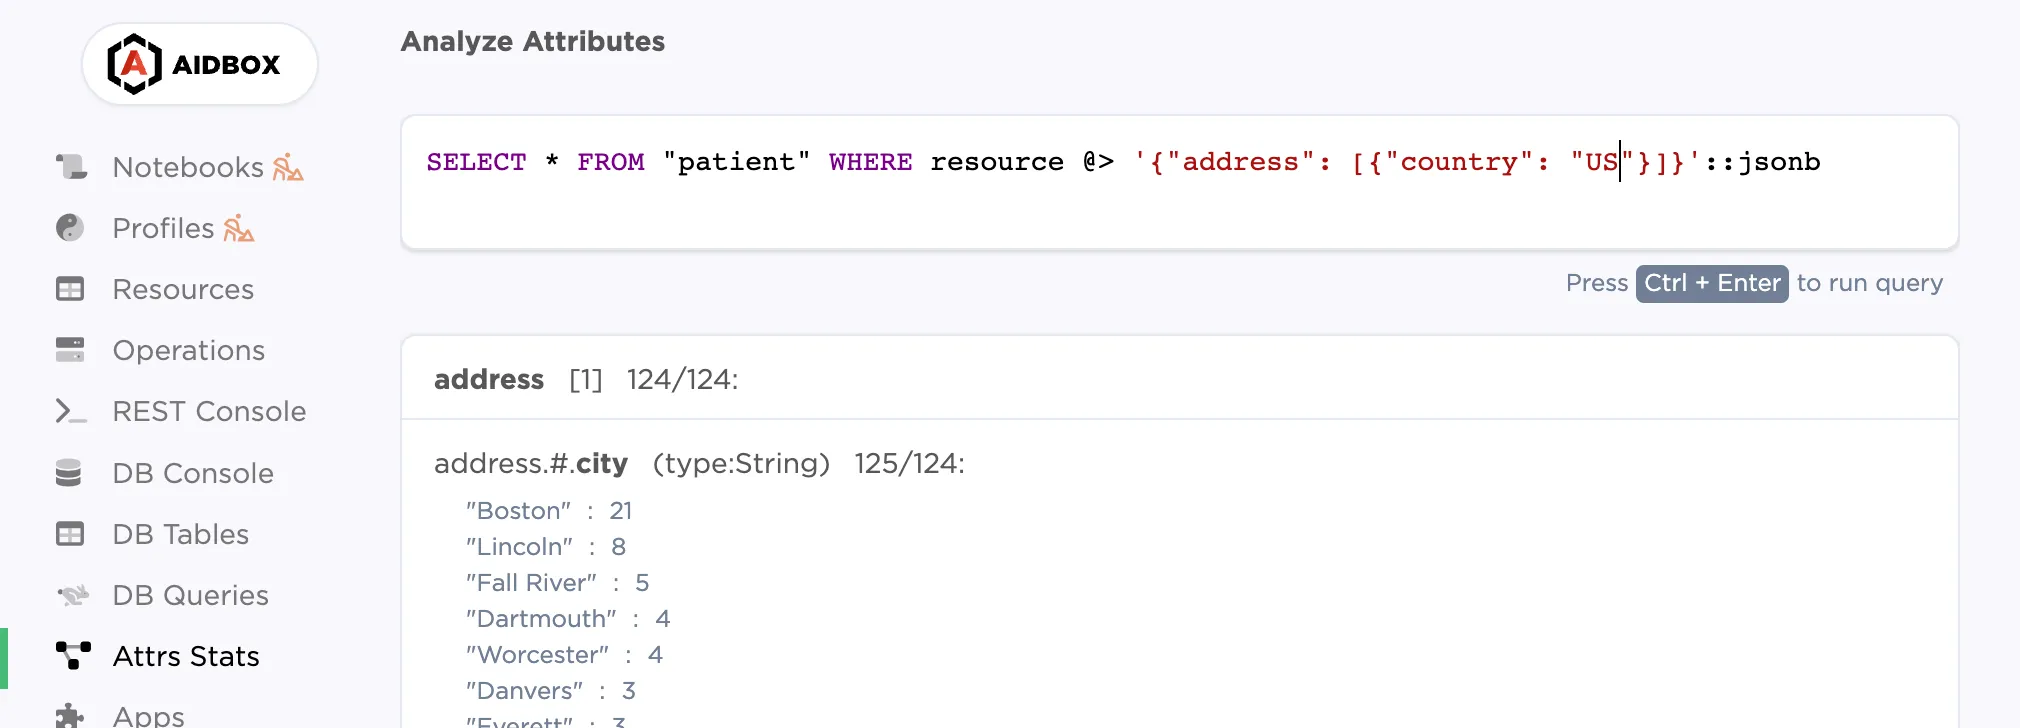 AIDBOX
Notebooks
Profiles
Resources
Operations
REST Console
DB Console
DB Tables
DB Queries
Attrs Stats
Apps
Analyze Attributes
SELECT * FROM "patient" WHERE resource @> '{"address": [{"country": "US"}]}'::jsonb
Press Ctrl + Enter to run query
address [1] 124/124:
address.#.city (type:String) 125/124:
"Boston" : 21
"Lincoln" : 8
"Fall River" : 5
"Dartmouth" : 4
"Worcester" : 4
"Danvers" : 3
"Everett" : 3